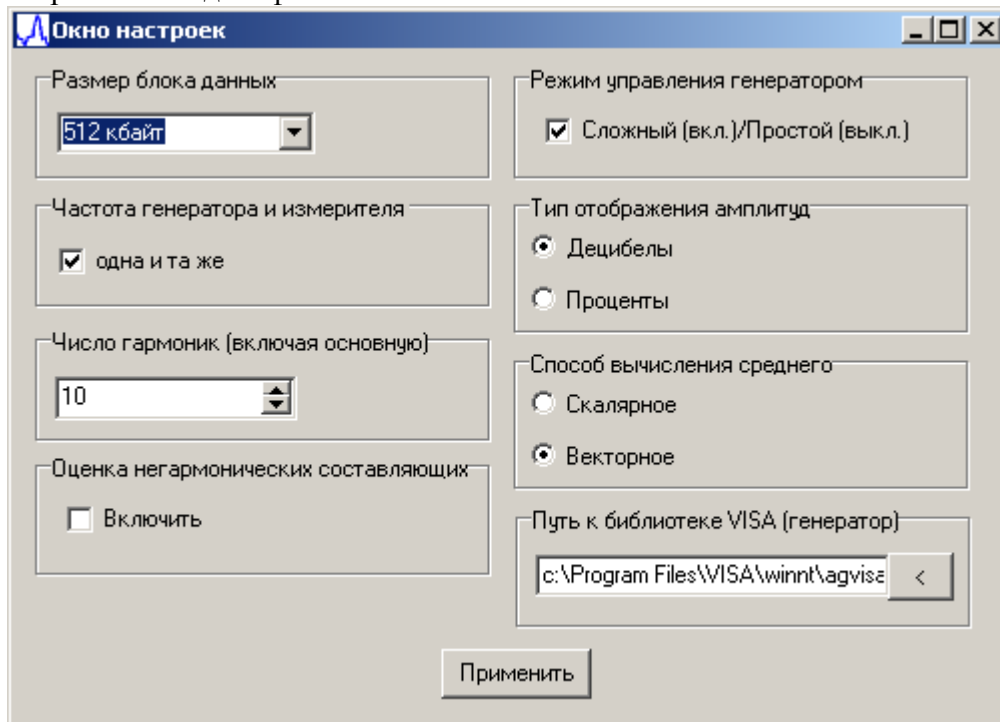 Окно настроек
Размер блока данных
512 кбайт
Частота генератора и измерителя
одна и та же
Число гармоник (включая основную)
10
Оценка негармонических составляющих
Включить
Режим управления генератором
Сложный (вкл.)/Простой (выкл.)
Тип отображения амплитуд
Децибелы
Проценты
Способ вычисления среднего
Скалярное
Векторное
Путь к библиотеке VISA (генератор)
c:\Program Files\VISA\winnt\agvisa
<
Применить